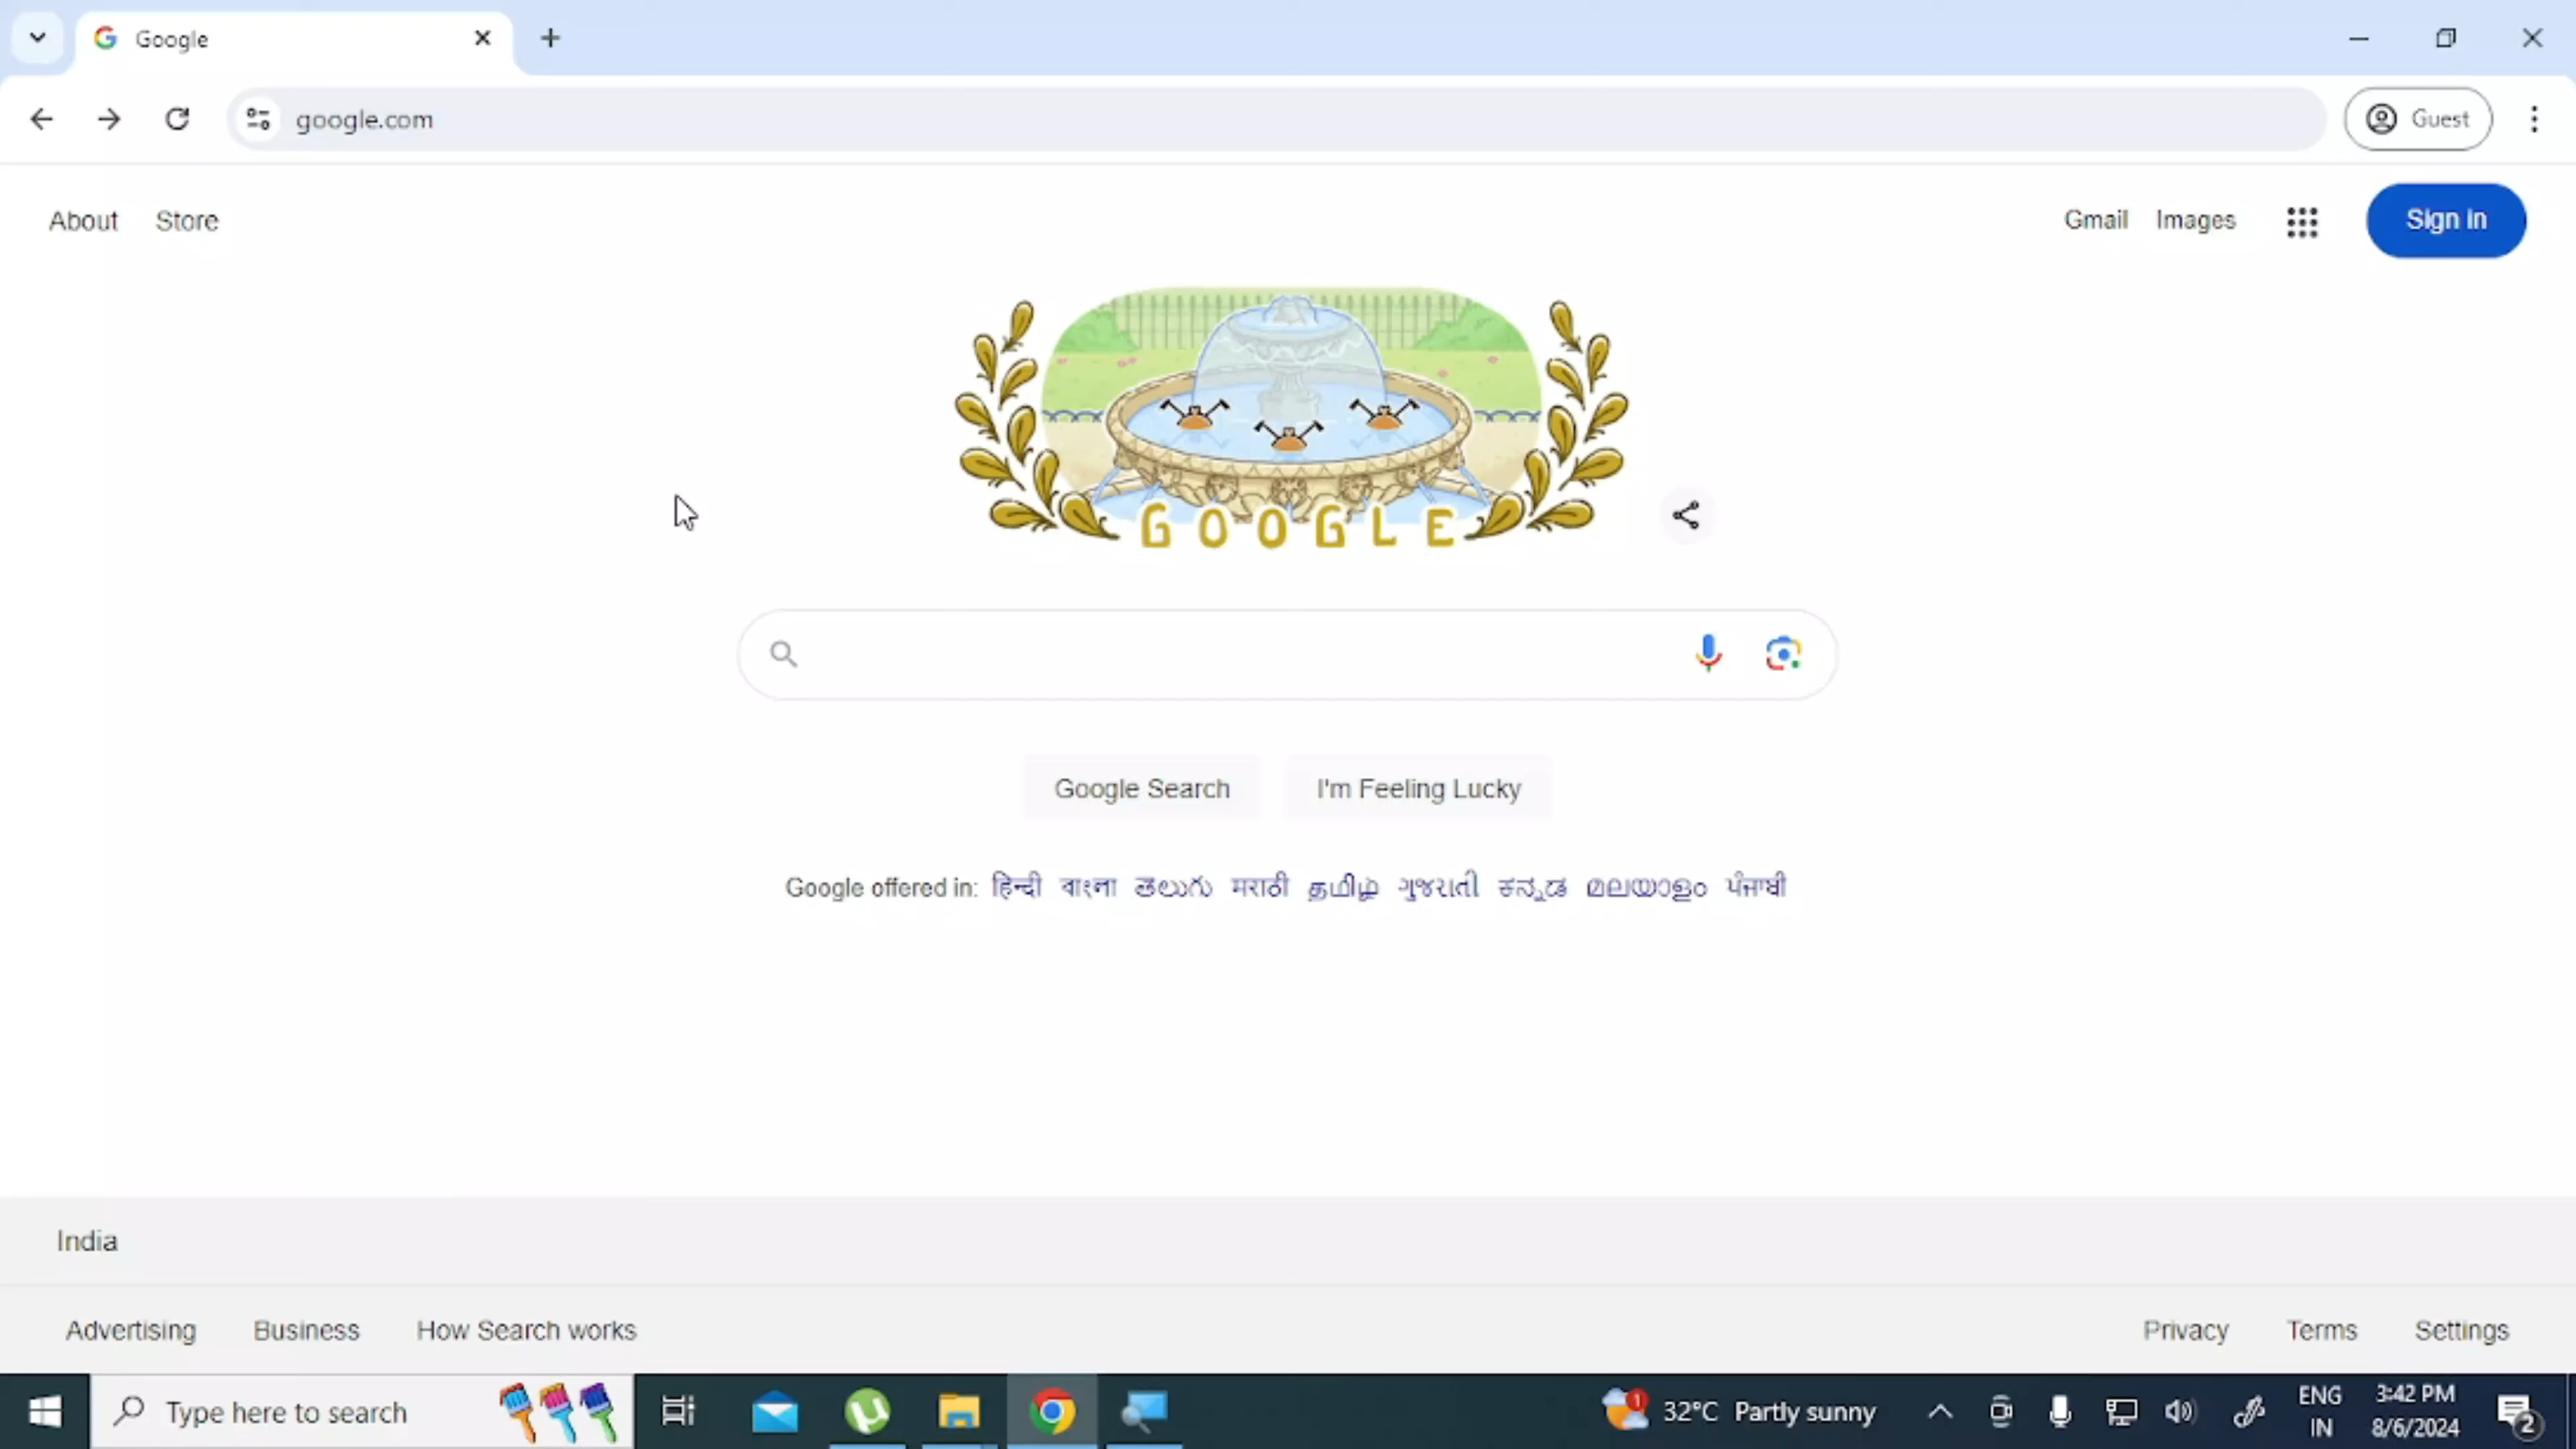 Google
google.com
Guest
About Store
Gmail Images
Sign in
GOOGLE
Google Search
I'm Feeling Lucky
Google offered in: हिन्दी বাংলা తెలుగు मराठी தமிழ் ગુજરાતી ಕನ್ನಡ മലയാളം ਪੰਜਾਬੀ
India
Advertising Business How Search works
Privacy Terms Settings
Type here to search
1
32°C Partly sunny
ENG
IN
3:42 PM
8/6/2024
2